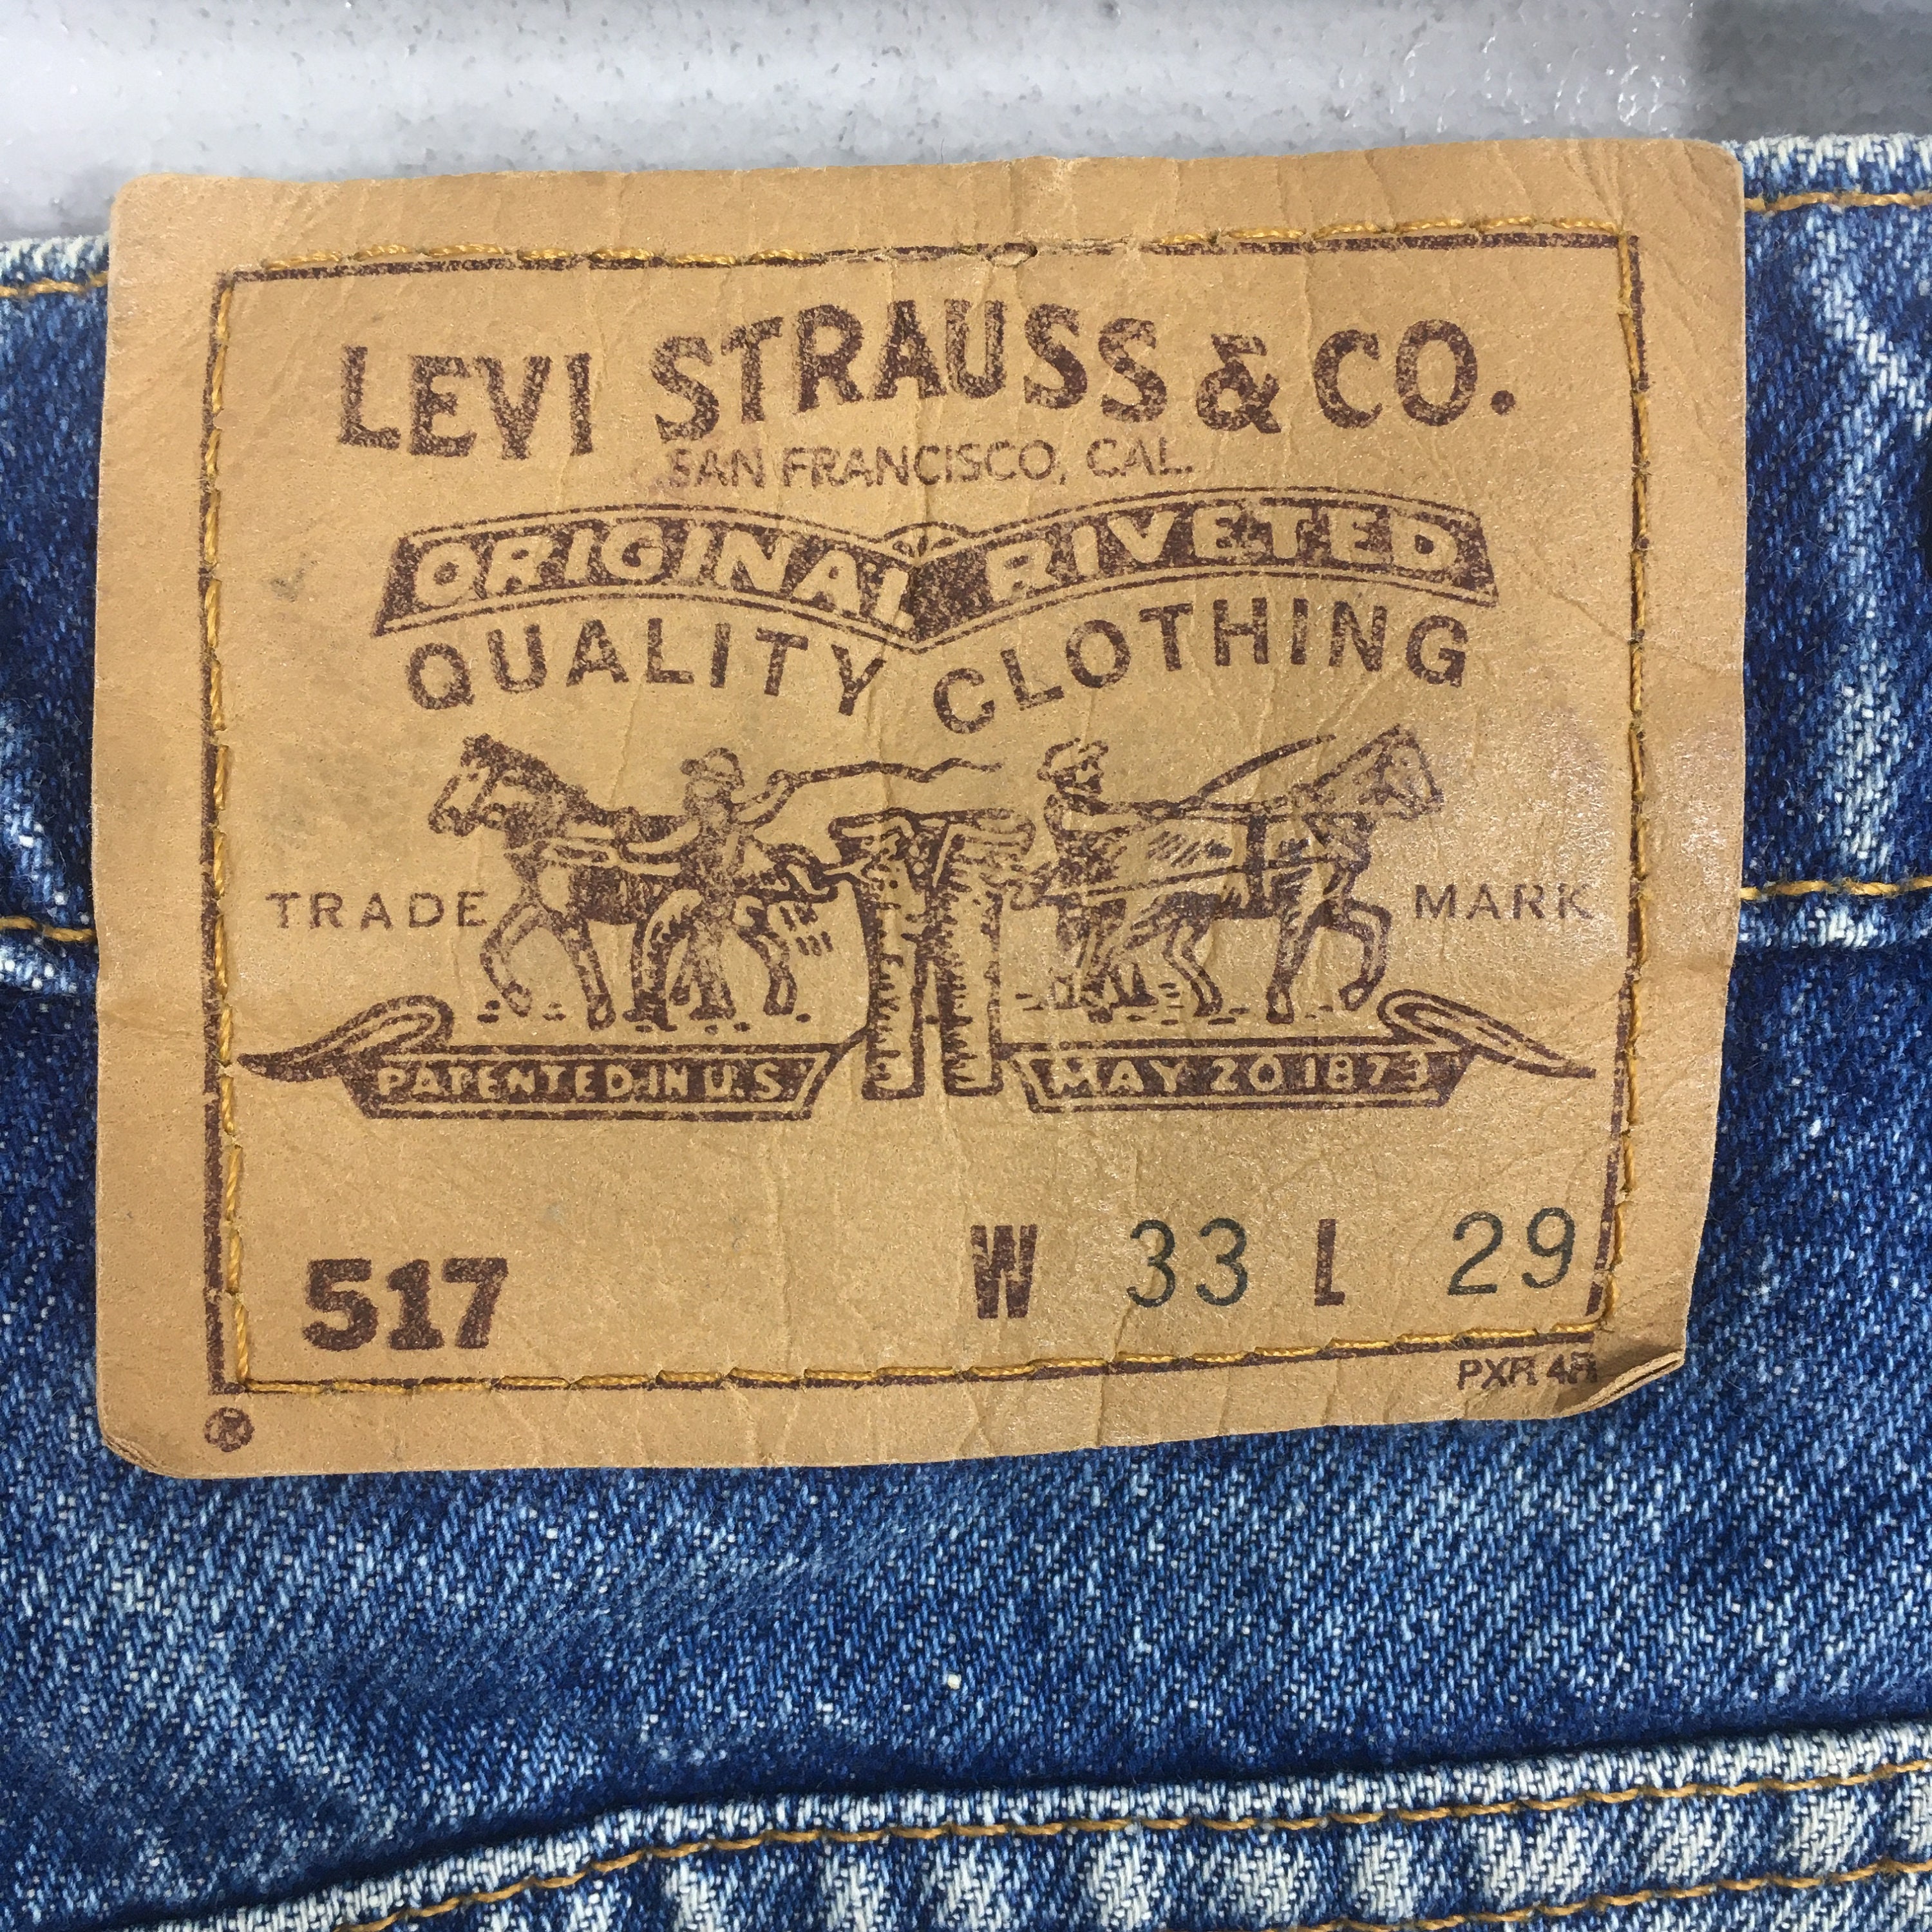 LEVI STRAUSS & CO.
SAN FRANCISCO, CAL.
ORIGINAL RIVETED
QUALITY CLOTHING
TRADE MARK
PATENTED IN U.S. MAY 20 1873
517 W 33 L 29
PXR 4R
®